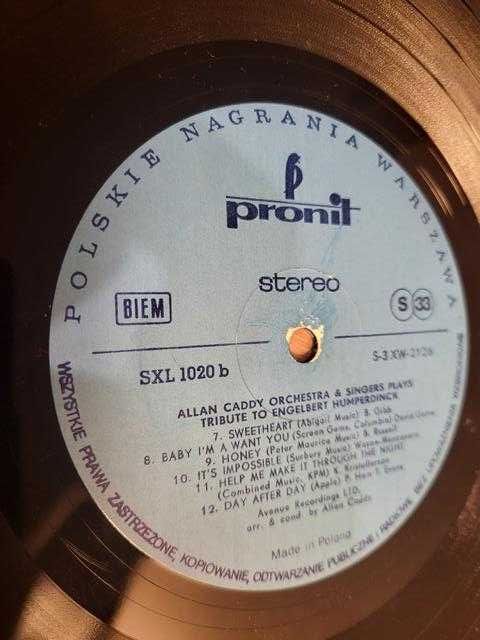 POLSKIE NAGRANIA WARSZAWA
pronit
stereo
BIEM
S 33
SXL 1020 b
S-3 XW-2126
ALLAN CADDY ORCHESTRA & SINGERS PLAYS
TRIBUTE TO ENGELBERT HUMPERDINCK
7. SWEETHEART (Abigail Music) B. Gibb
8. BABY I'M A WANT YOU (Screen Gems, Columbia) David Gates
9. HONEY (Peter Maurice Music) B. Russell
10. IT'S IMPOSSIBLE (Sunbury Music) Wayne-Manzanero
11. HELP ME MAKE IT THROUGH THE NIGHT
(Combined Music, KPM) K. Kristofferson
12. DAY AFTER DAY (Apple) P. Ham T. Evans
Avenue Recordings LTD.
arr. & cond. by Allan Caddy
Made in Poland
WSZYSTKIE PRAWA ZASTRZEŻONE, KOPIOWANIE, ODTWARZANIE PUBLICZNE I RADIOWE BEZ UPOWAŻNIENIA